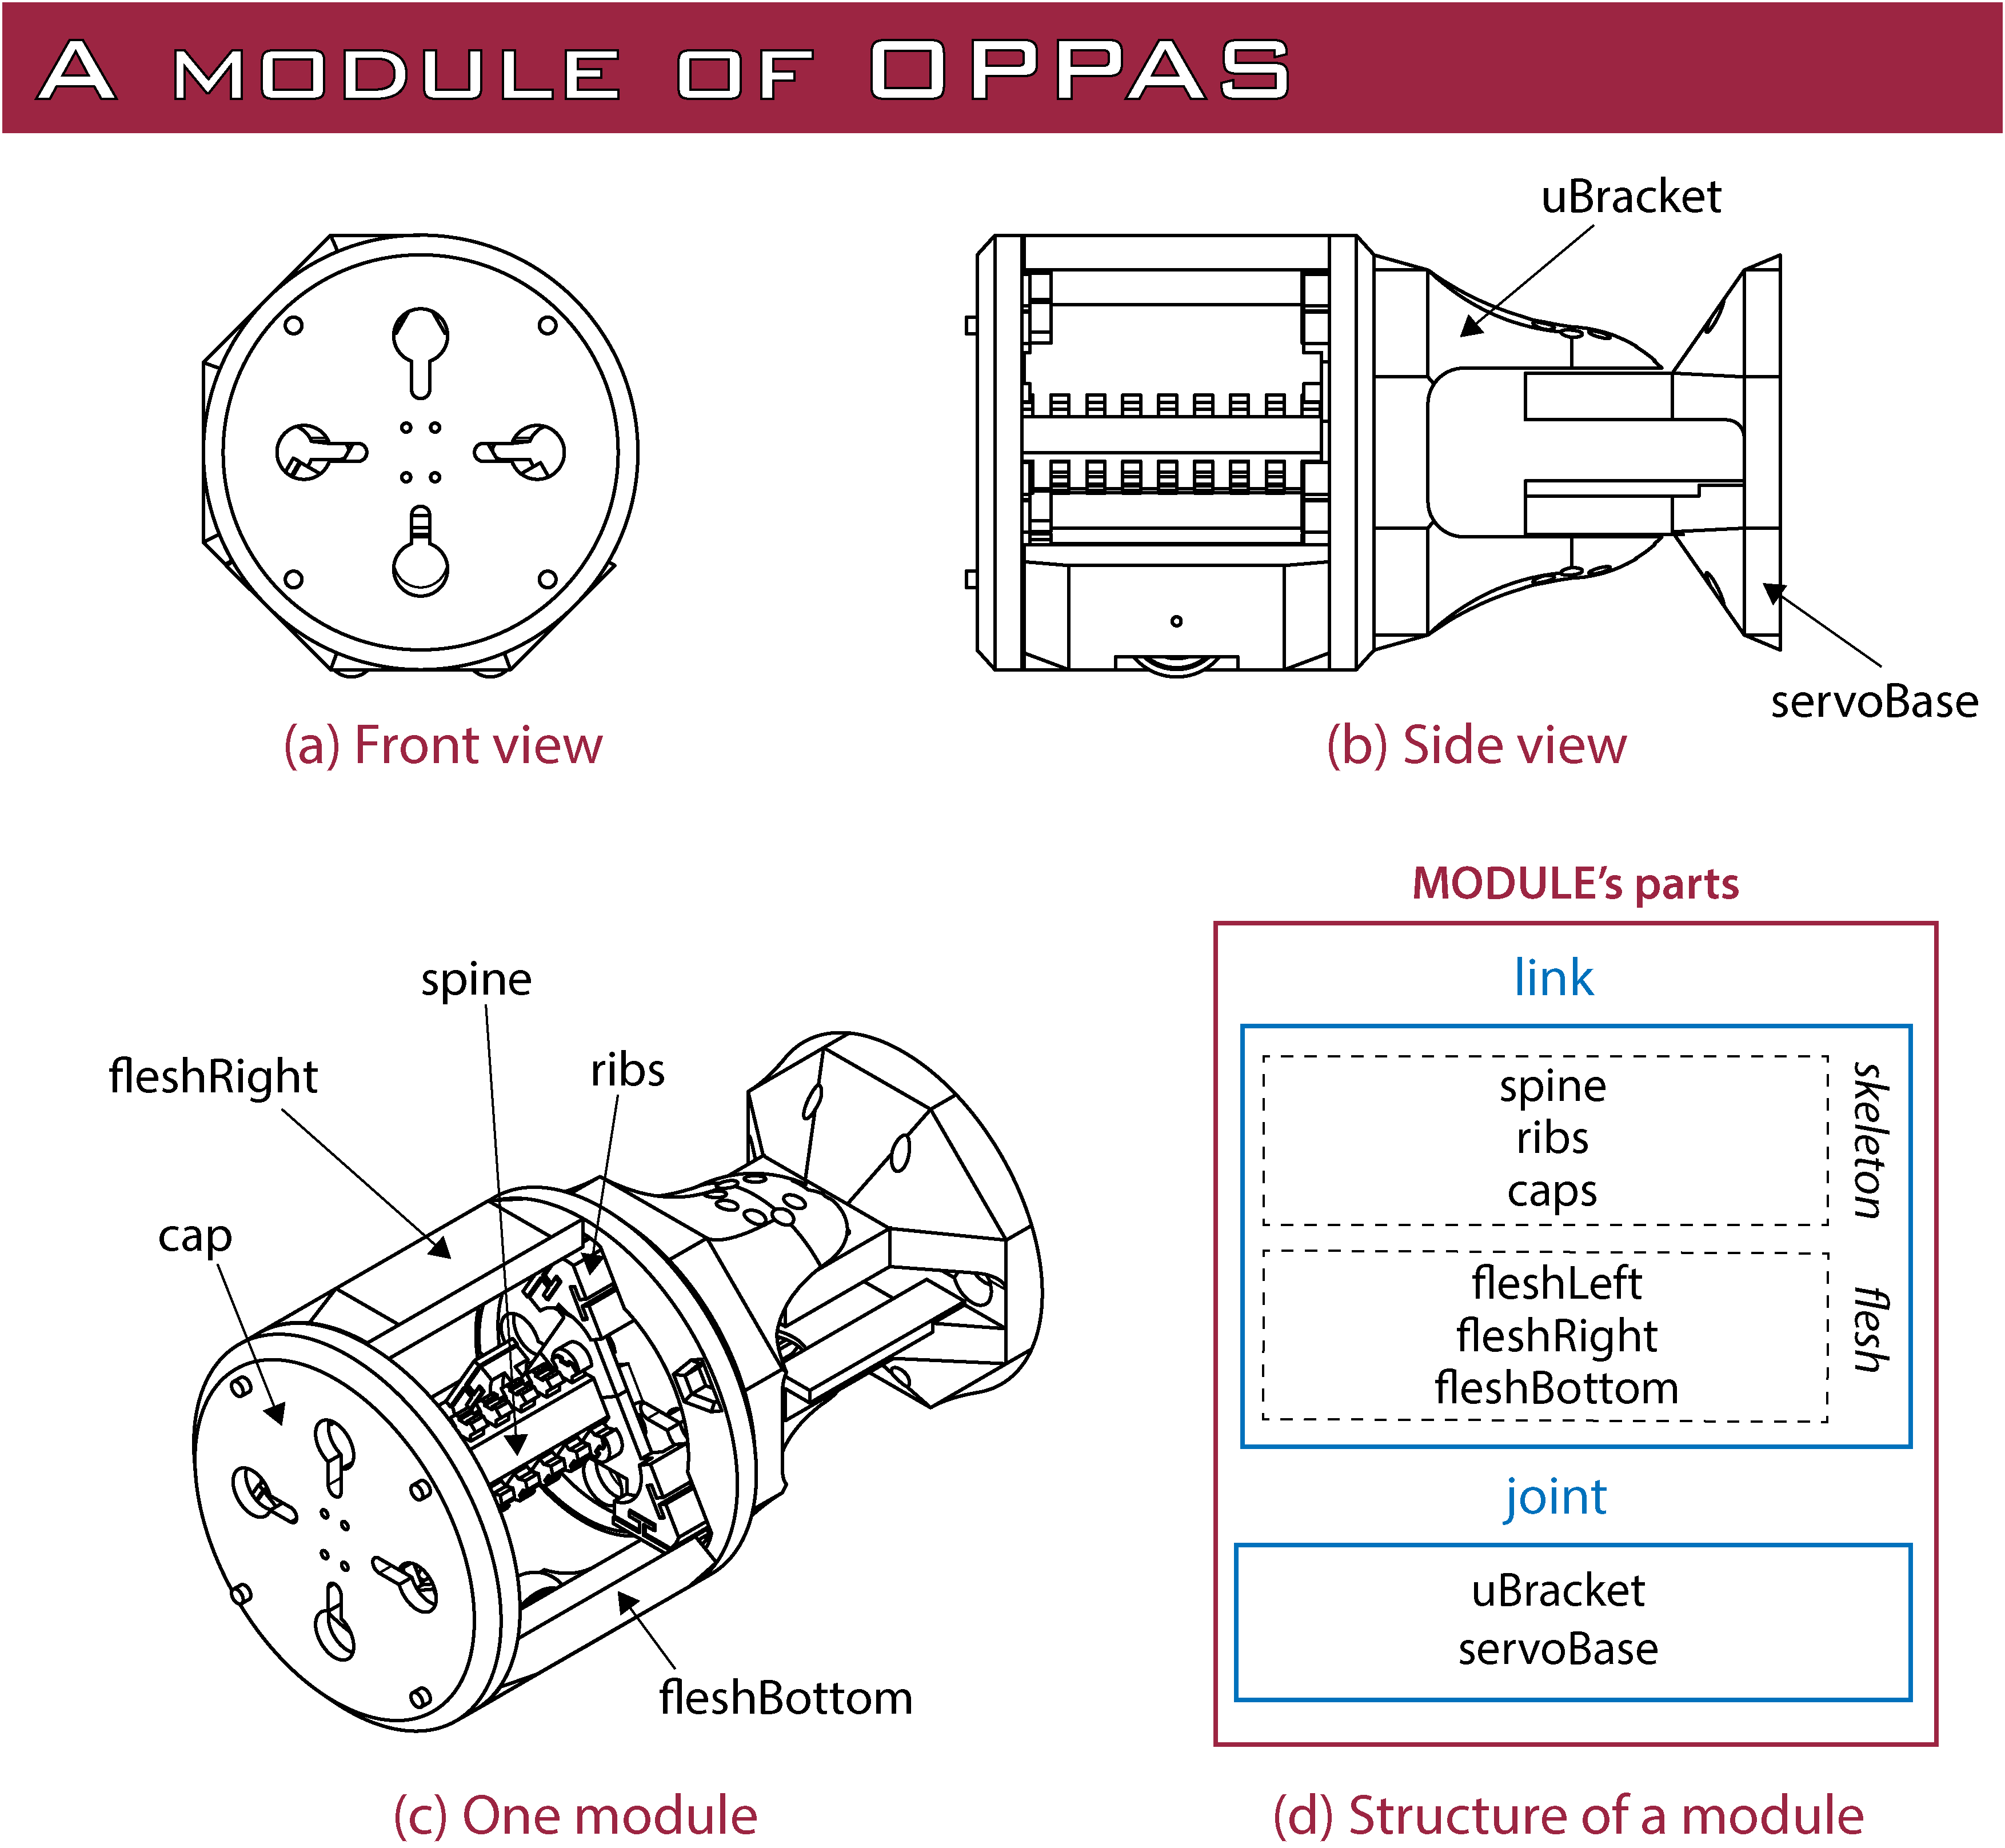 A MODULE OF OPPAS
uBracket
servoBase
(a) Front view
(b) Side view
spine
fleshRight
ribs
cap
fleshBottom
(c) One module
MODULE's parts
link
spine
ribs
caps
skeleton
fleshLeft
fleshRight
fleshBottom
flesh
joint
uBracket
servoBase
(d) Structure of a module